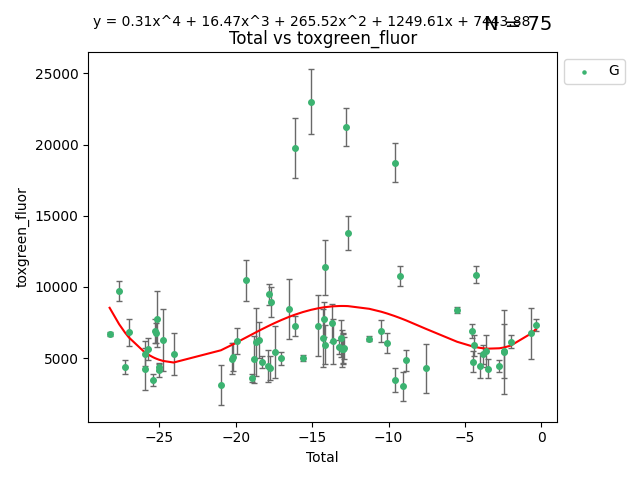 y = 0.31x^4 + 16.47x^3 + 265.52x^2 + 1249.61x + 7443.88
N = 75
Total vs toxgreen_fluor
G
toxgreen_fluor
25000
20000
15000
10000
5000
−25 −20 −15 −10 −5 0
Total